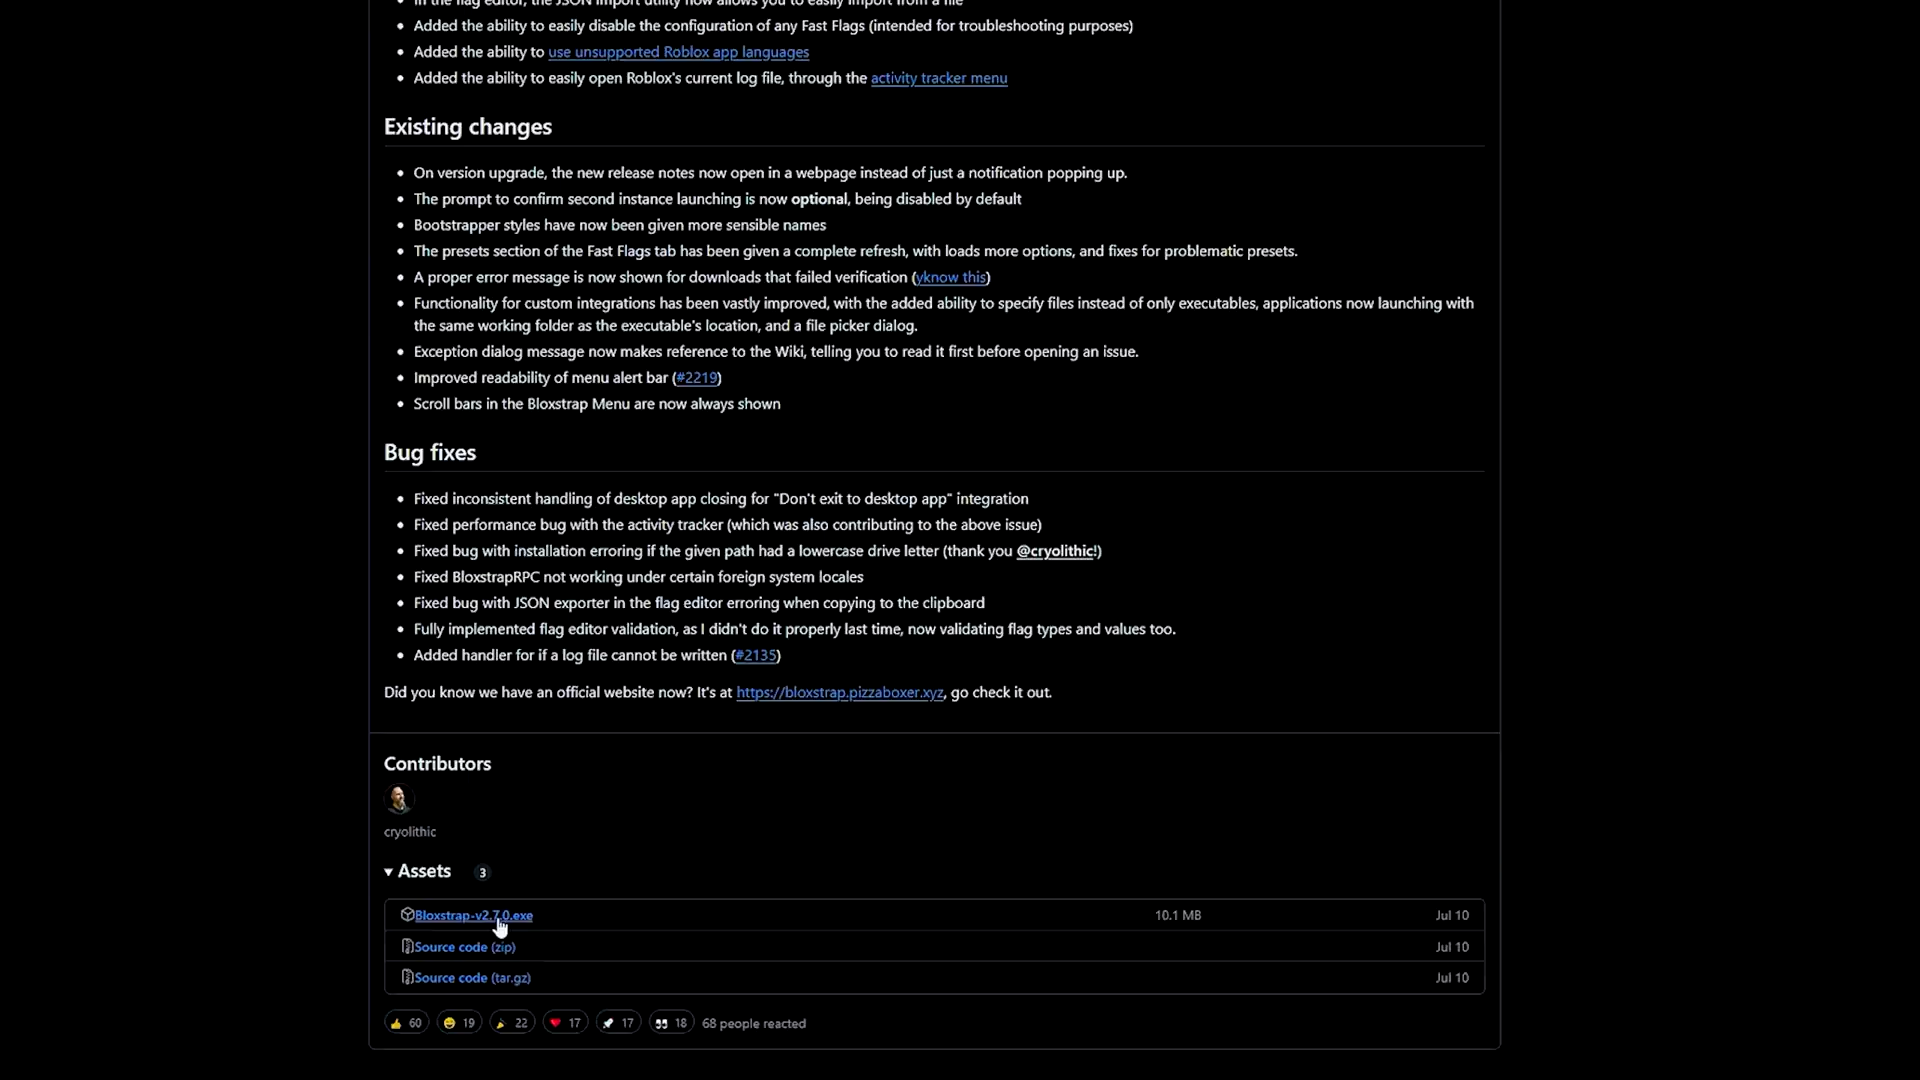 In the flag editor, the JSON import utility now allows you to easily import from a file
Added the ability to easily disable the configuration of any Fast Flags (intended for troubleshooting purposes)
Added the ability to use unsupported Roblox app languages
Added the ability to easily open Roblox's current log file, through the activity tracker menu
Existing changes
On version upgrade, the new release notes now open in a webpage instead of just a notification popping up.
The prompt to confirm second instance launching is now optional, being disabled by default
Bootstrapper styles have now been given more sensible names
The presets section of the Fast Flags tab has been given a complete refresh, with loads more options, and fixes for problematic presets.
A proper error message is now shown for downloads that failed verification (yknow this)
Functionality for custom integrations has been vastly improved, with the added ability to specify files instead of only executables, applications now launching with
the same working folder as the executable's location, and a file picker dialog.
Exception dialog message now makes reference to the Wiki, telling you to read it first before opening an issue.
Improved readability of menu alert bar (#2219)
Scroll bars in the Bloxstrap Menu are now always shown
Bug fixes
Fixed inconsistent handling of desktop app closing for "Don't exit to desktop app" integration
Fixed performance bug with the activity tracker (which was also contributing to the above issue)
Fixed bug with installation erroring if the given path had a lowercase drive letter (thank you @cryolithic!)
Fixed BloxstrapRPC not working under certain foreign system locales
Fixed bug with JSON exporter in the flag editor erroring when copying to the clipboard
Fully implemented flag editor validation, as I didn't do it properly last time, now validating flag types and values too.
Added handler for if a log file cannot be written (#2135)
Did you know we have an official website now? It's at https://bloxstrap.pizzaboxer.xyz, go check it out.
Contributors
cryolithic
Assets 3
Bloxstrap-v2.7.0.exe 10.1 MB Jul 10
Source code (zip) Jul 10
Source code (tar.gz) Jul 10
60 19 22 17 17 18 68 people reacted